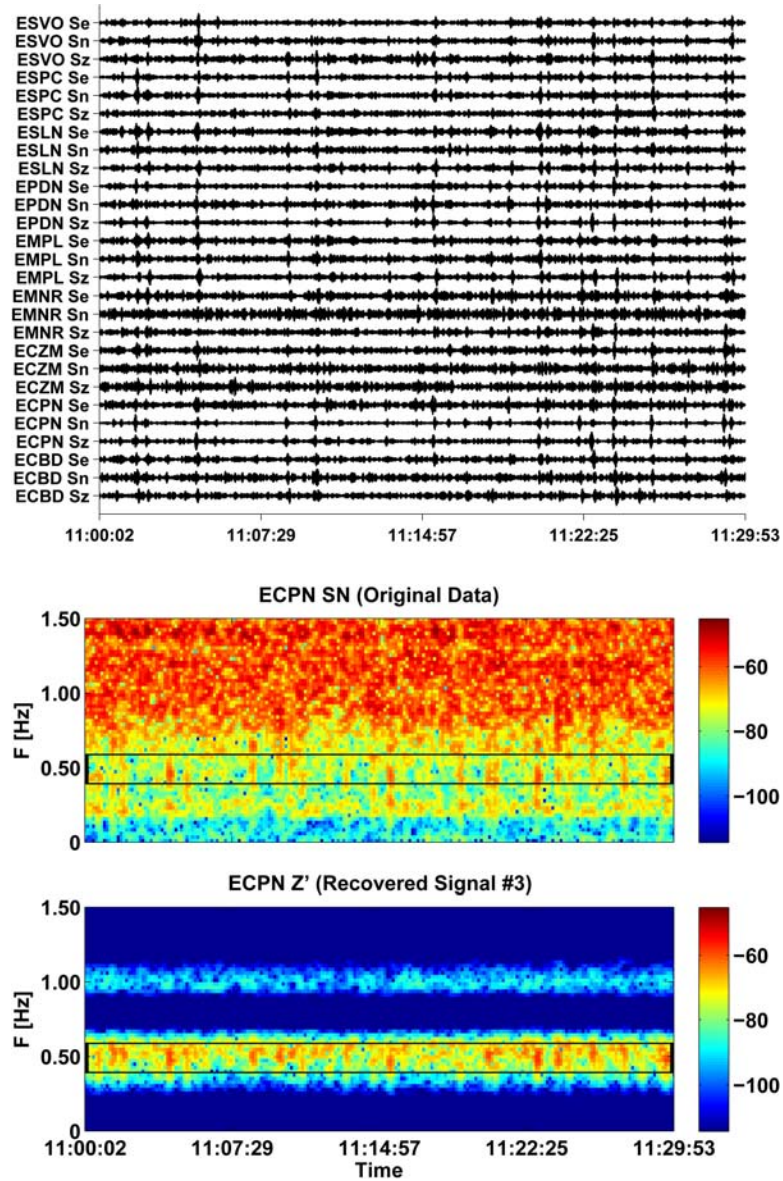 ESVO Se
ESVO Sn
ESVO Sz
ESPC Se
ESPC Sn
ESPC Sz
ESLN Se
ESLN Sn
ESLN Sz
EPDN Se
EPDN Sn
EPDN Sz
EMPL Se
EMPL Sn
EMPL Sz
EMNR Se
EMNR Sn
EMNR Sz
ECZM Se
ECZM Sn
ECZM Sz
ECPN Se
ECPN Sn
ECPN Sz
ECBD Se
ECBD Sn
ECBD Sz
11:00:02 11:07:29 11:14:57 11:22:25 11:29:53
ECPN SN (Original Data)
1.50
1.00
0.50
0
F [Hz]
−60
−80
−100
ECPN Z' (Recovered Signal #3)
1.50
1.00
0.50
0
F [Hz]
−60
−80
−100
11:00:02 11:07:29 11:14:57 11:22:25 11:29:53
Time